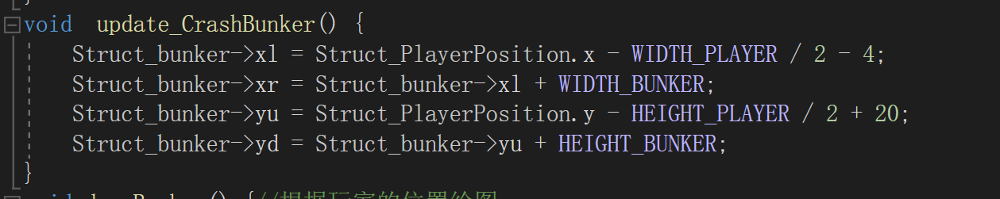 void  update_CrashBunker() {
Struct_bunker->xl = Struct_PlayerPosition.x - WIDTH_PLAYER / 2 - 4;
Struct_bunker->xr = Struct_bunker->xl + WIDTH_BUNKER;
Struct_bunker->yu = Struct_PlayerPosition.y - HEIGHT_PLAYER / 2 + 20;
Struct_bunker->yd = Struct_bunker->yu + HEIGHT_BUNKER;
}